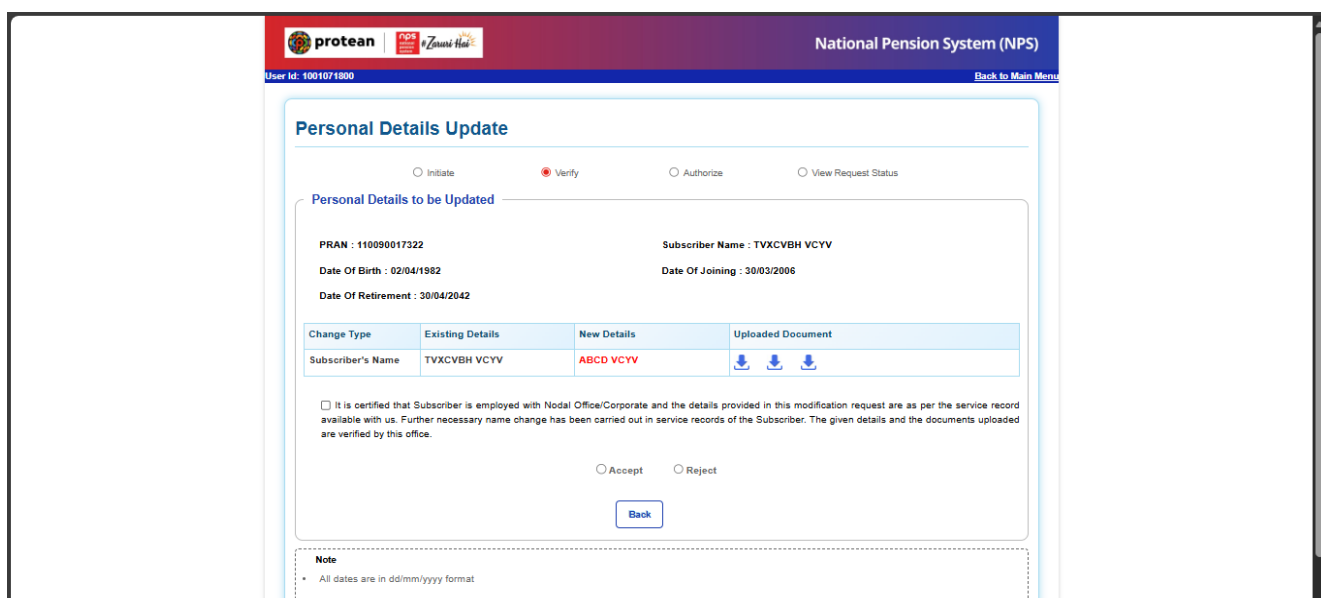 protean
nps
#Zaruri Hai
National Pension System (NPS)
User Id: 1001071800
Back to Main Menu
Personal Details Update
Initiate
Verify
Authorize
View Request Status
Personal Details to be Updated
PRAN : 110090017322
Subscriber Name : TVXCVBH VCYV
Date Of Birth : 02/04/1982
Date Of Joining : 30/03/2006
Date Of Retirement : 30/04/2042
Change Type
Existing Details
New Details
Uploaded Document
Subscriber's Name
TVXCVBH VCYV
ABCD VCYV
It is certified that Subscriber is employed with Nodal Office/Corporate and the details provided in this modification request are as per the service record
available with us. Further necessary name change has been carried out in service records of the Subscriber. The given details and the documents uploaded
are verified by this office.
Accept
Reject
Back
Note
• All dates are in dd/mm/yyyy format